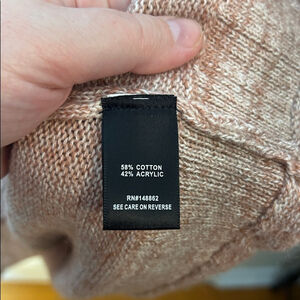 58% COTTON
42% ACRYLIC
RN#148862
SEE CARE ON REVERSE